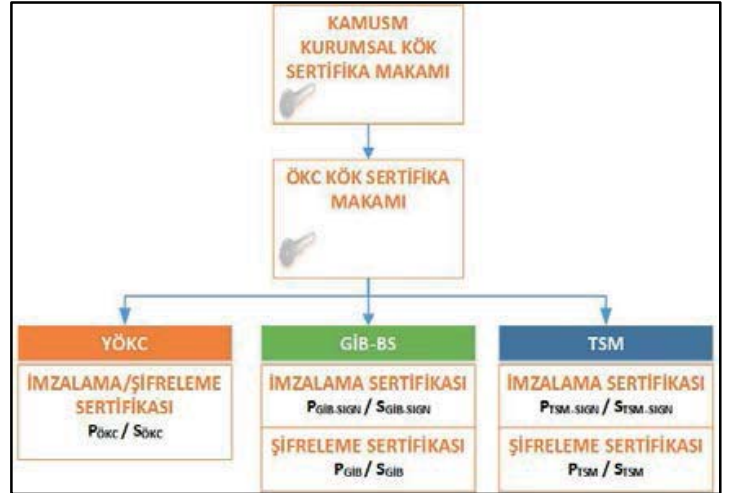 KAMUSM
KURUMSAL KÖK
SERTİFİKA MAKAMI
ÖKC KÖK SERTİFİKA
MAKAMI
YÖKC
İMZALAMA/ŞİFRELEME
SERTİFİKASI
PÖKC / SÖKC
GİB-BS
İMZALAMA SERTİFİKASI
PGİB-SIGN / SGİB-SIGN
ŞİFRELEME SERTİFİKASI
PGİB / SGİB
TSM
İMZALAMA SERTİFİKASI
PTSM-SIGN / STSM-SIGN
ŞİFRELEME SERTİFİKASI
PTSM / STSM